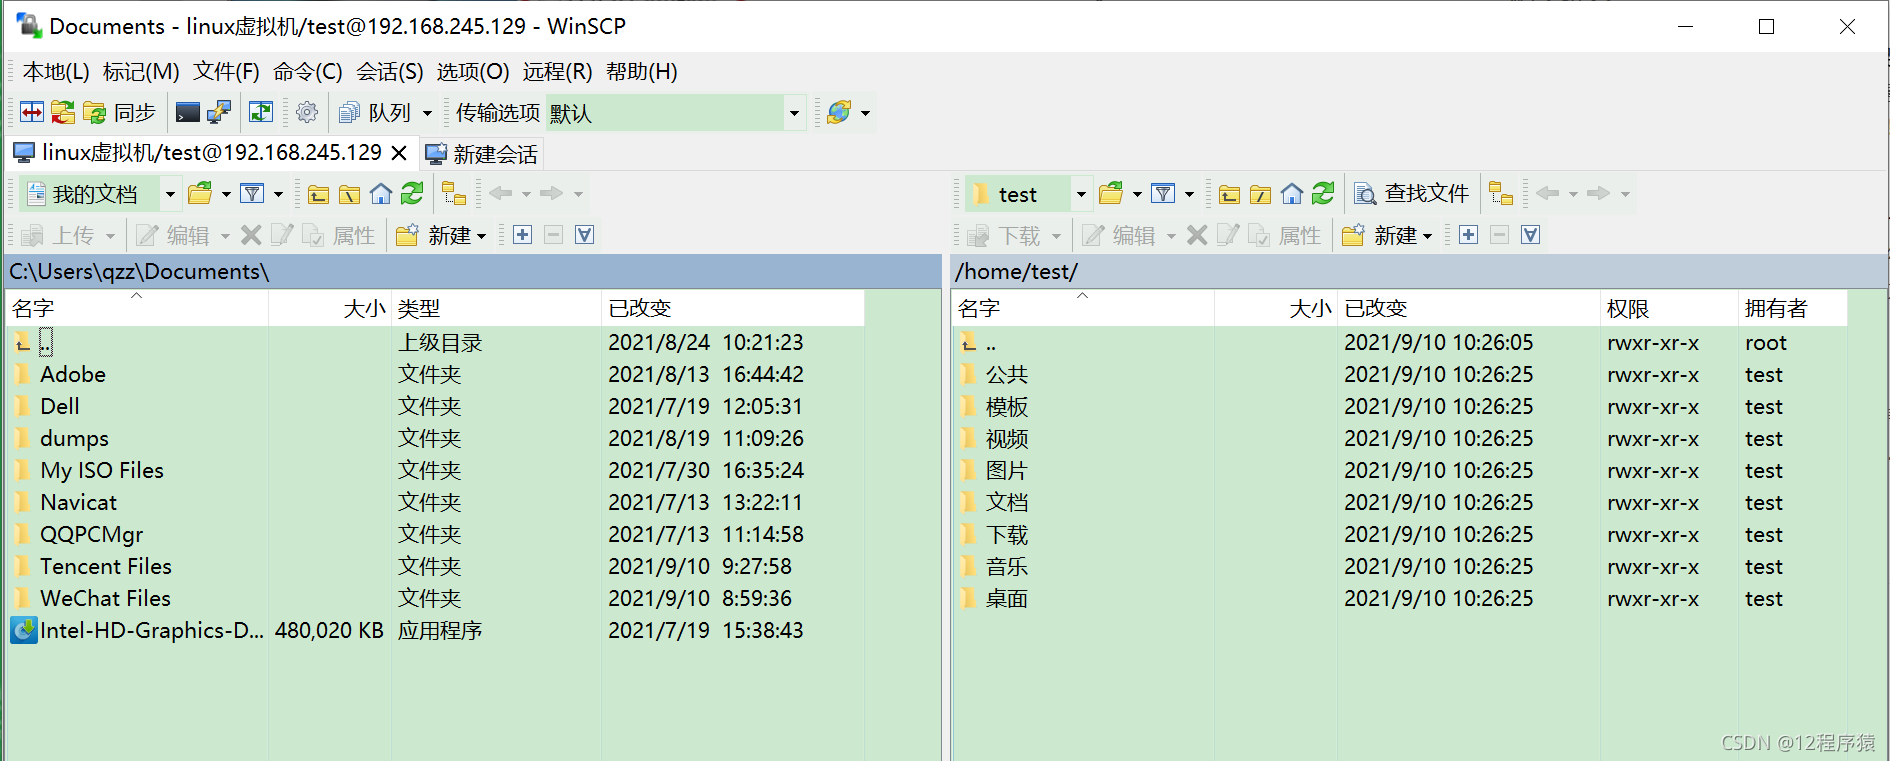 Documents - linux虚拟机/test@192.168.245.129 - WinSCP
本地(L) 标记(M) 文件(F) 命令(C) 会话(S) 选项(O) 远程(R) 帮助(H)
同步 队列 传输选项 默认
linux虚拟机/test@192.168.245.129 新建会话
我的文档
上传 编辑 属性 新建
C:\Users\qzz\Documents\
名字 大小 类型 已改变
.. 上级目录 2021/8/24 10:21:23
Adobe 文件夹 2021/8/13 16:44:42
Dell 文件夹 2021/7/19 12:05:31
dumps 文件夹 2021/8/19 11:09:26
My ISO Files 文件夹 2021/7/30 16:35:24
Navicat 文件夹 2021/7/13 13:22:11
QQPCMgr 文件夹 2021/7/13 11:14:58
Tencent Files 文件夹 2021/9/10 9:27:58
WeChat Files 文件夹 2021/9/10 8:59:36
Intel-HD-Graphics-D... 480,020 KB 应用程序 2021/7/19 15:38:43
test 查找文件
下载 编辑 属性 新建
/home/test/
名字 大小 已改变 权限 拥有者
.. 2021/9/10 10:26:05 rwxr-xr-x root
公共 2021/9/10 10:26:25 rwxr-xr-x test
模板 2021/9/10 10:26:25 rwxr-xr-x test
视频 2021/9/10 10:26:25 rwxr-xr-x test
图片 2021/9/10 10:26:25 rwxr-xr-x test
文档 2021/9/10 10:26:25 rwxr-xr-x test
下载 2021/9/10 10:26:25 rwxr-xr-x test
音乐 2021/9/10 10:26:25 rwxr-xr-x test
桌面 2021/9/10 10:26:25 rwxr-xr-x test
CSDN @12程序猿